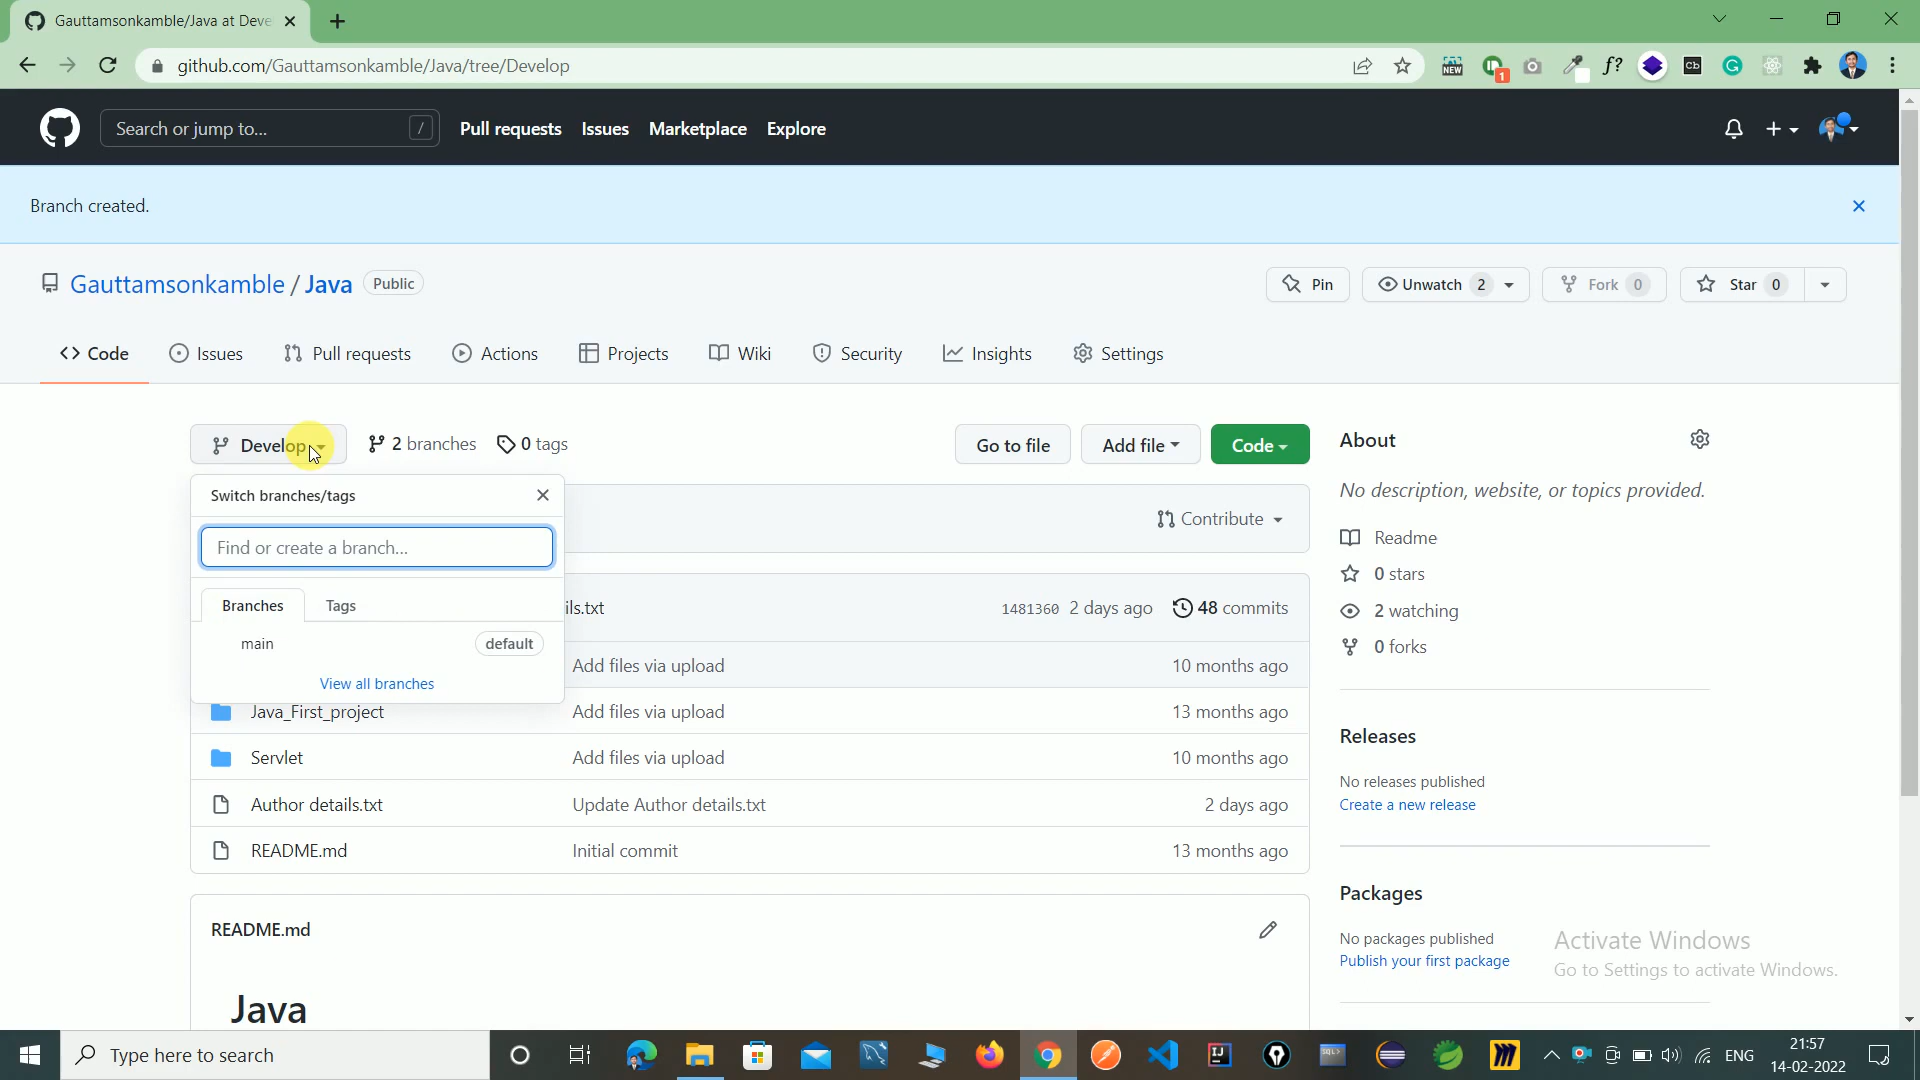 Gauttamsonkamble/Java at Deve
github.com/Gauttamsonkamble/Java/tree/Develop
NEW
1
f?
cb
G
Search or jump to...
/
Pull requests
Issues
Marketplace
Explore
Branch created.
Gauttamsonkamble / Java
Public
Pin
Unwatch 2
Fork 0
Star 0
Code
Issues
Pull requests
Actions
Projects
Wiki
Security
Insights
Settings
Develop
2 branches
0 tags
Go to file
Add file
Code
About
Switch branches/tags
No description, website, or topics provided.
Find or create a branch...
Contribute
Readme
0 stars
Branches
Tags
ils.txt
1481360 2 days ago
48 commits
2 watching
main
default
0 forks
Add files via upload
10 months ago
View all branches
Java_First_project
Add files via upload
13 months ago
Releases
Servlet
Add files via upload
10 months ago
No releases published
Author details.txt
Update Author details.txt
2 days ago
Create a new release
README.md
Initial commit
13 months ago
Packages
README.md
No packages published
Publish your first package
Activate Windows
Go to Settings to activate Windows.
Java
Type here to search
ENG
21:57
14-02-2022